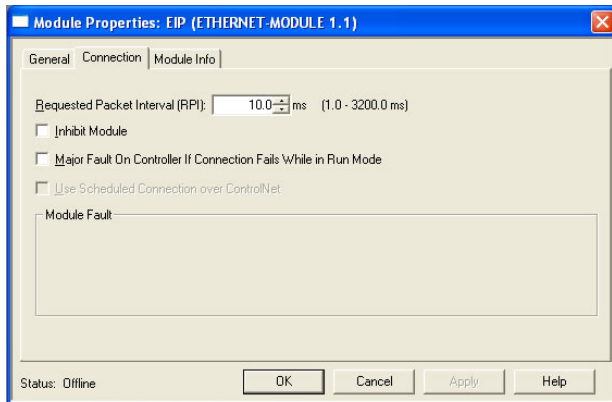 Module Properties: EIP (ETHERNET-MODULE 1.1)
General Connection Module Info
Requested Packet Interval (RPI): 10.0 ms (1.0 - 3200.0 ms)
Inhibit Module
Major Fault On Controller If Connection Fails While in Run Mode
Use Scheduled Connection over ControlNet
Module Fault
Status: Offline OK Cancel Apply Help